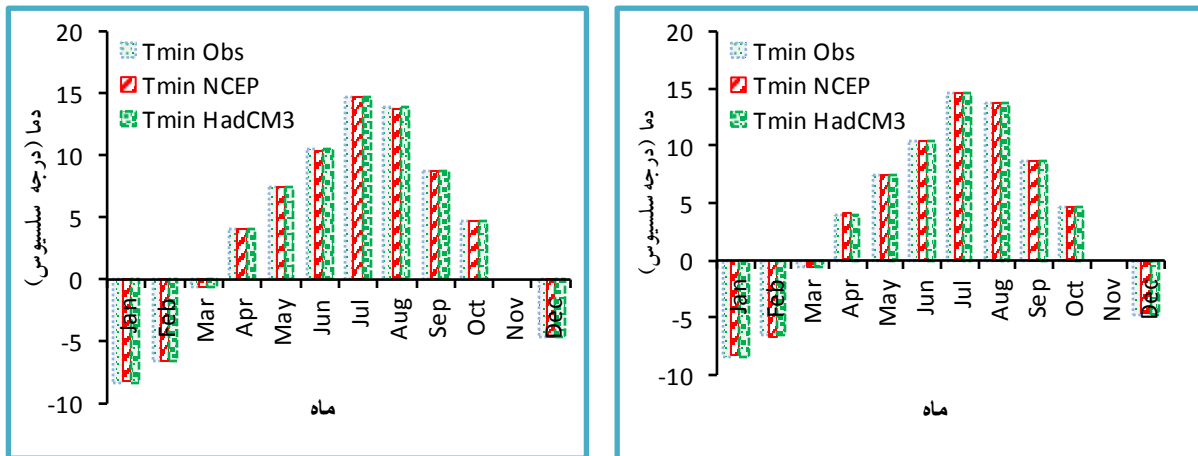 20
15
10
5
0
-5
-10
دما (درجه سلسیوس)
Tmin Obs
Tmin NCEP
Tmin HadCM3
Jan
Feb
Mar
Apr
May
Jun
Jul
Aug
Sep
Oct
Nov
Dec
ماه
20
15
10
5
0
-5
-10
دما (درجه سلسیوس)
Tmin Obs
Tmin NCEP
Tmin HadCM3
Jan
Feb
Mar
Apr
May
Jun
Jul
Aug
Sep
Oct
Nov
Dec
ماه